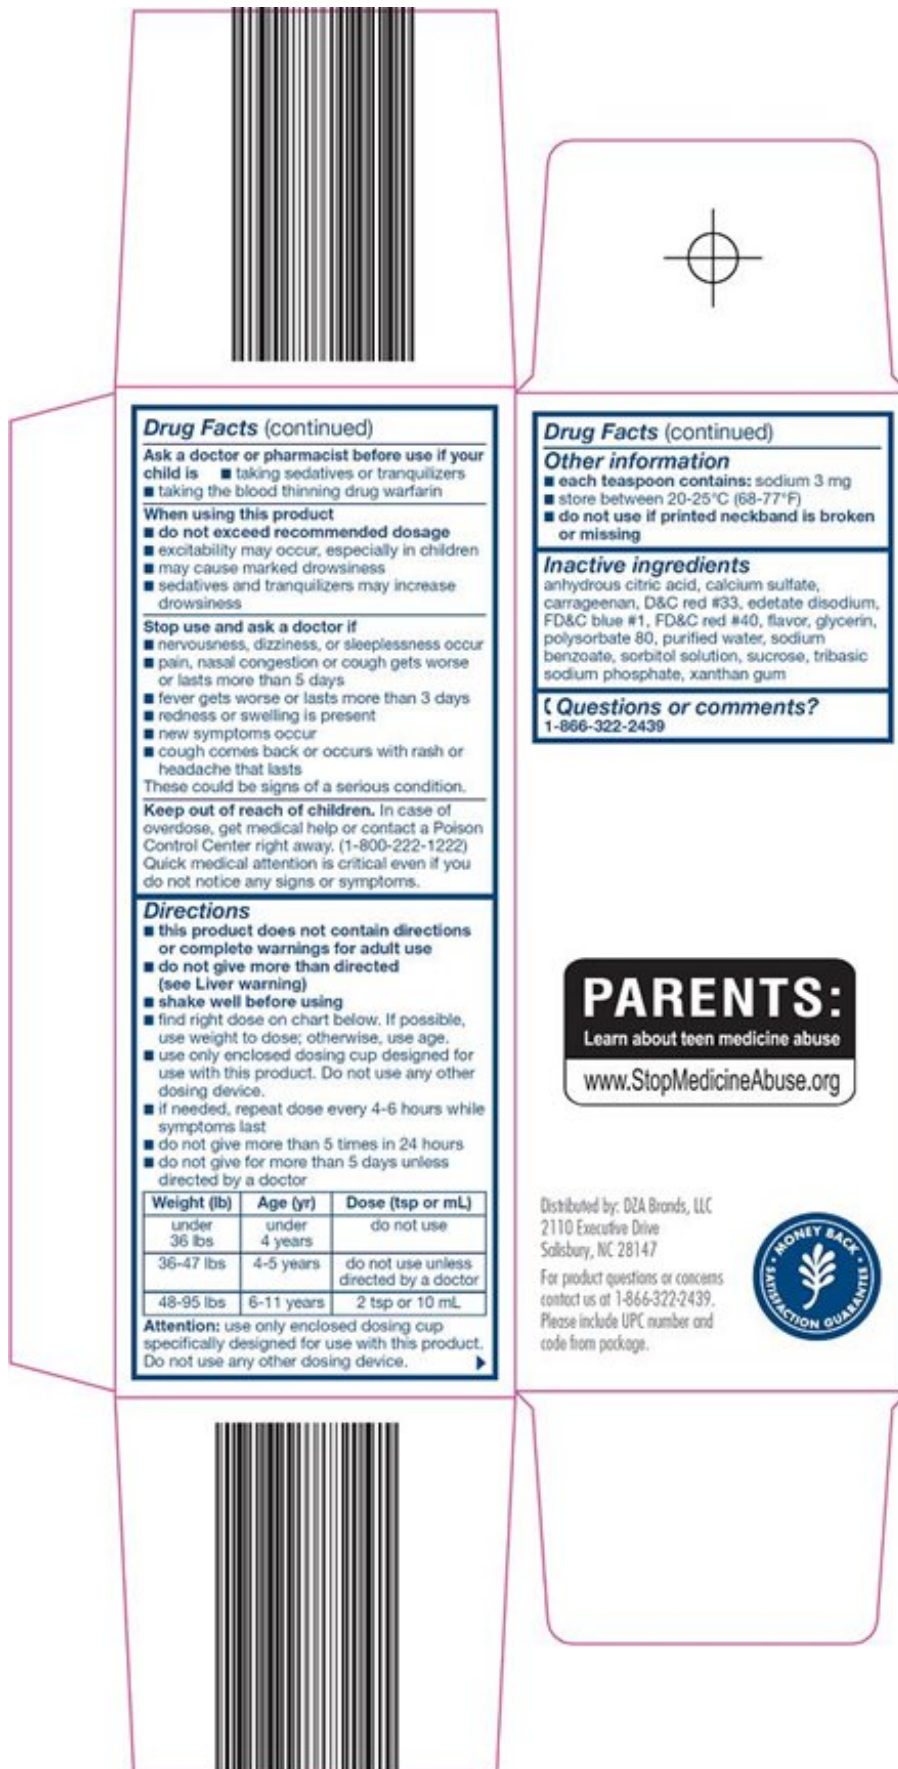 Drug Facts (continued)
Ask a doctor or pharmacist before use if your
child is ■ taking sedatives or tranquilizers
■ taking the blood thinning drug warfarin
When using this product
■ do not exceed recommended dosage
■ excitability may occur, especially in children
■ may cause marked drowsiness
■ sedatives and tranquilizers may increase
drowsiness
Stop use and ask a doctor if
■ nervousness, dizziness, or sleeplessness occur
■ pain, nasal congestion or cough gets worse
or lasts more than 5 days
■ fever gets worse or lasts more than 3 days
■ redness or swelling is present
■ new symptoms occur
■ cough comes back or occurs with rash or
headache that lasts
These could be signs of a serious condition.
Keep out of reach of children. In case of
overdose, get medical help or contact a Poison
Control Center right away. (1-800-222-1222)
Quick medical attention is critical even if you
do not notice any signs or symptoms.
Directions
■ this product does not contain directions
or complete warnings for adult use
■ do not give more than directed
(see Liver warning)
■ shake well before using
■ find right dose on chart below. If possible,
use weight to dose; otherwise, use age.
■ use only enclosed dosing cup designed for
use with this product. Do not use any other
dosing device.
■ if needed, repeat dose every 4-6 hours while
symptoms last
■ do not give more than 5 times in 24 hours
■ do not give for more than 5 days unless
directed by a doctor
Weight (lb) Age (yr) Dose (tsp or mL)
under 36 lbs under 4 years do not use
36-47 lbs 4-5 years do not use unless directed by a doctor
48-95 lbs 6-11 years 2 tsp or 10 mL
Attention: use only enclosed dosing cup
specifically designed for use with this product.
Do not use any other dosing device.
Drug Facts (continued)
Other information
■ each teaspoon contains: sodium 3 mg
■ store between 20-25°C (68-77°F)
■ do not use if printed neckband is broken
or missing
Inactive ingredients
anhydrous citric acid, calcium sulfate,
carrageenan, D&C red #33, edetate disodium,
FD&C blue #1, FD&C red #40, flavor, glycerin,
polysorbate 80, purified water, sodium
benzoate, sorbitol solution, sucrose, tribasic
sodium phosphate, xanthan gum
Questions or comments?
1-866-322-2439
PARENTS:
Learn about teen medicine abuse
www.StopMedicineAbuse.org
Distributed by: DZA Brands, LLC
2110 Executive Drive
Salisbury, NC 28147
For product questions or concerns
contact us at 1-866-322-2439.
Please include UPC number and
code from package.
• MONEY BACK •
SATISFACTION GUARANTEE